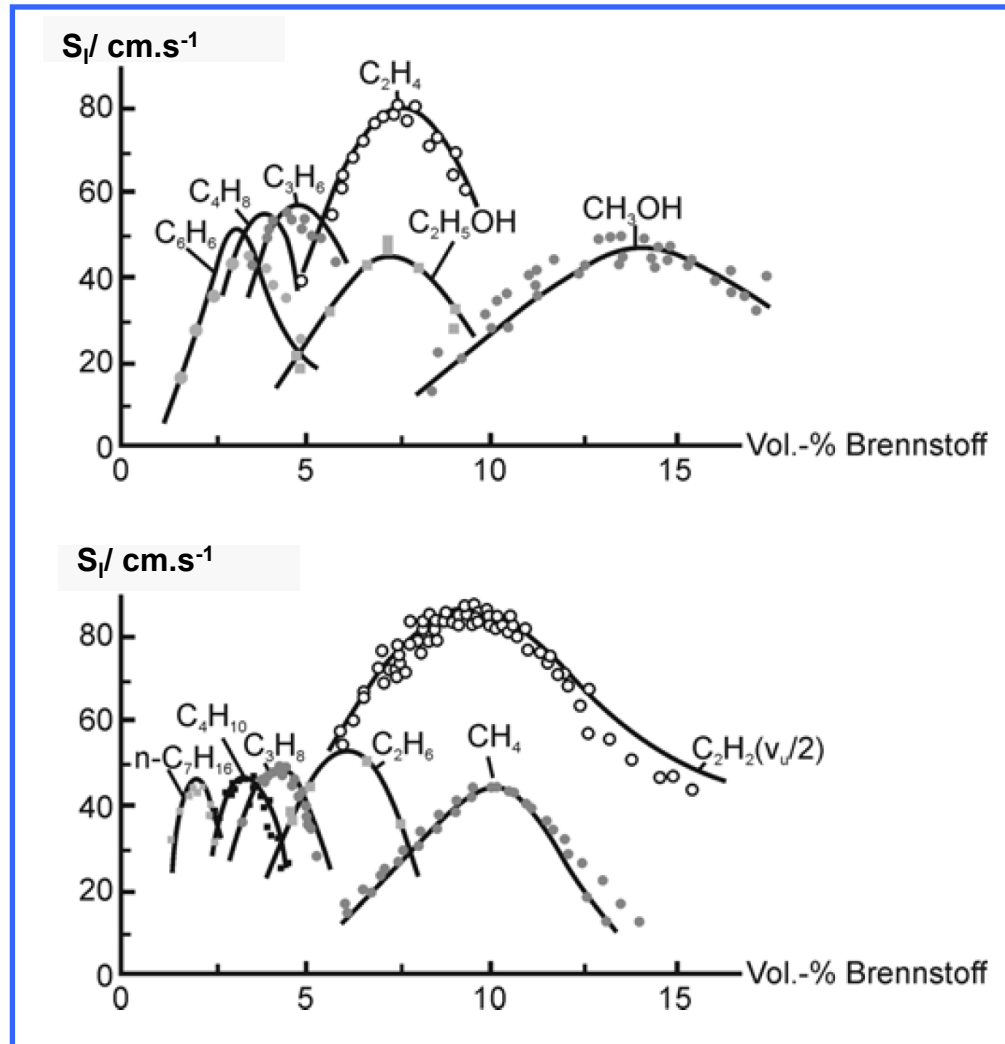 Sₗ/ cm.s⁻¹
C₂H₄
80
C₃H₆
C₄H₈
60
C₂H₅OH
CH₃OH
C₆H₆
40
20
0
Vol.-% Brennstoff
0 5 10 15
Sₗ/ cm.s⁻¹
80
C₄H₁₀
60
n-C₇H₁₆
C₃H₈
C₂H₆
CH₄
C₂H₂(vᵤ/2)
40
20
0
Vol.-% Brennstoff
0 5 10 15